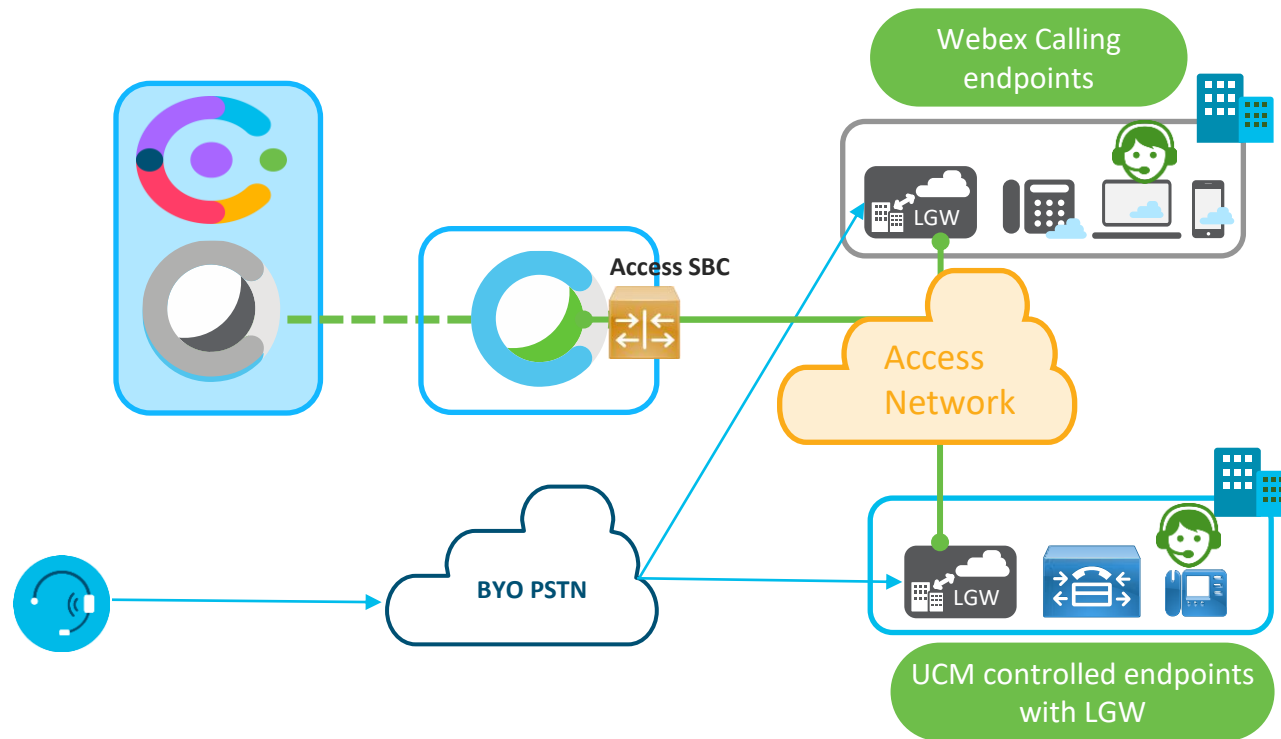 Webex Calling
endpoints
LGW
Access SBC
Access
Network
BYO PSTN
LGW
UCM controlled endpoints
with LGW